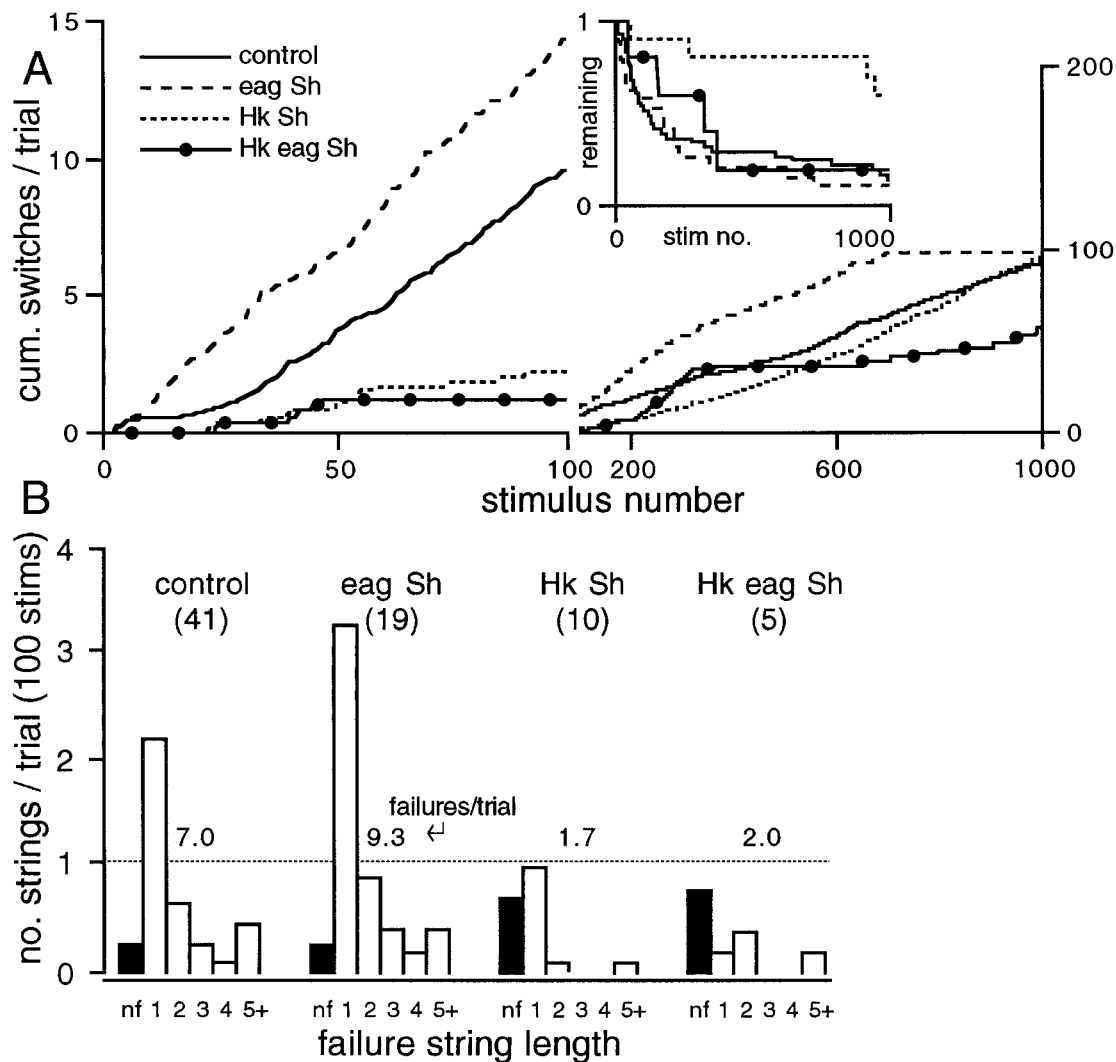 A
15
10
5
0
cum. switches / trial
control
eag Sh
Hk Sh
Hk eag Sh
1
remaining
0
0
stim no.
1000
200
100
0
0
50
100
200
600
1000
stimulus number
B
4
3
2
1
0
no. strings / trial (100 stims)
control
(41)
eag Sh
(19)
Hk Sh
(10)
Hk eag Sh
(5)
failures/trial
7.0
9.3
1.7
2.0
nf 1 2 3 4 5+
nf 1 2 3 4 5+
nf 1 2 3 4 5+
nf 1 2 3 4 5+
failure string length